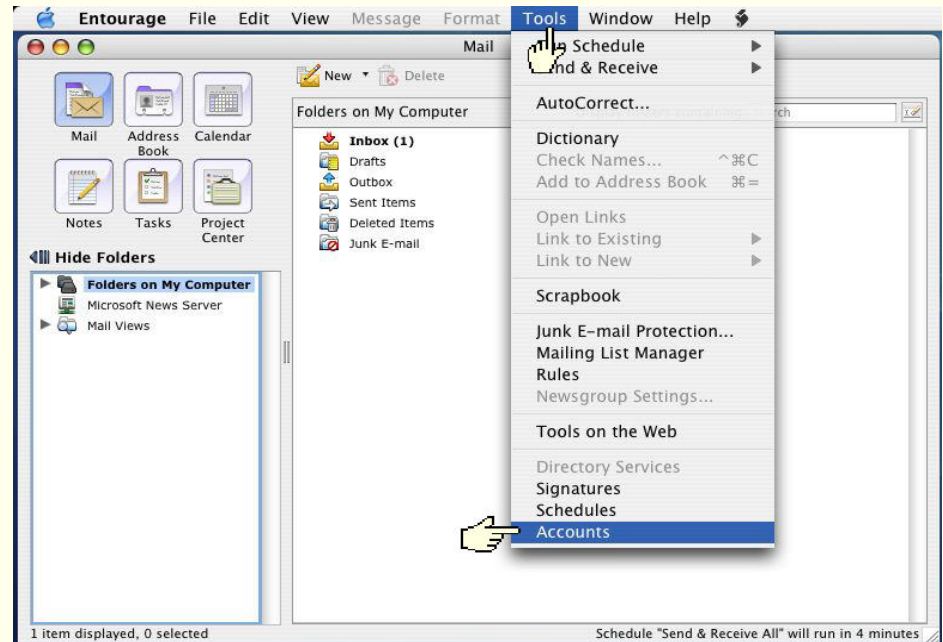 Entourage File Edit View Message Format Tools Window Help
Mail
New Delete
Mail
Address Book
Calendar
Notes
Tasks
Project Center
Hide Folders
Folders on My Computer
Microsoft News Server
Mail Views
Folders on My Computer
Inbox (1)
Drafts
Outbox
Sent Items
Deleted Items
Junk E-mail
Schedule
& Receive
AutoCorrect...
Dictionary
Check Names... ^⌘C
Add to Address Book ⌘=
Open Links
Link to Existing
Link to New
Scrapbook
Junk E-mail Protection...
Mailing List Manager
Rules
Newsgroup Settings...
Tools on the Web
Directory Services
Signatures
Schedules
Accounts
1 item displayed, 0 selected
Schedule "Send & Receive All" will run in 4 minutes